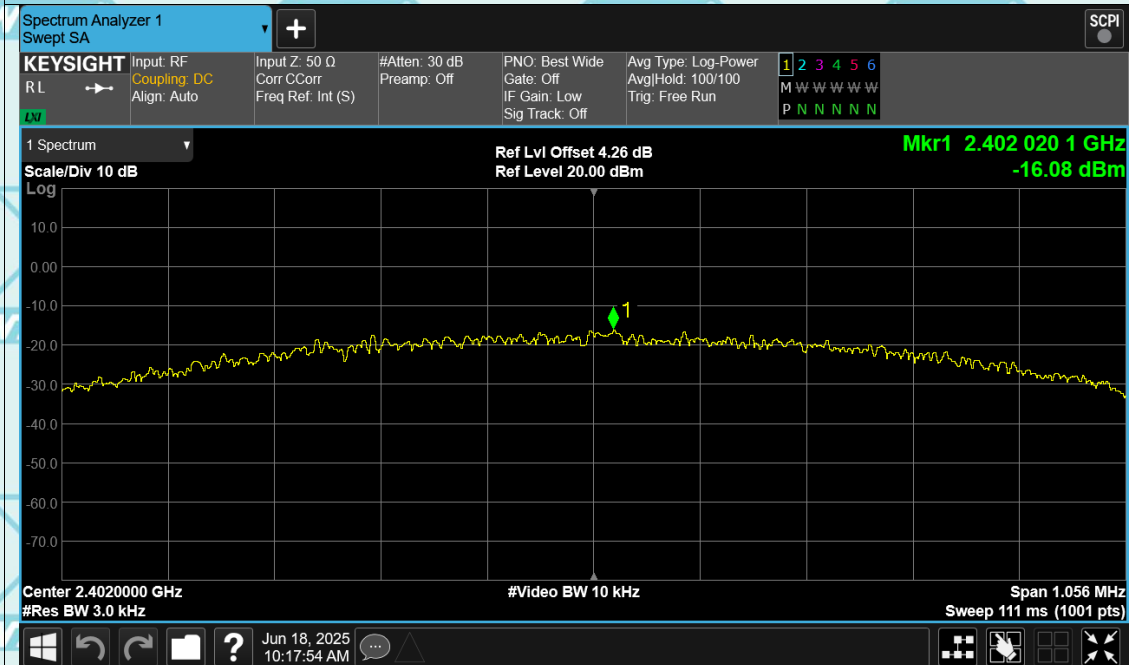 Spectrum Analyzer 1
Swept SA
+
SCPI
KEYSIGHT
R L
LXI
Input: RF
Coupling: DC
Align: Auto
Input Z: 50 Ω
Corr CCorr
Freq Ref: Int (S)
#Atten: 30 dB
Preamp: Off
PNO: Best Wide
Gate: Off
IF Gain: Low
Sig Track: Off
Avg Type: Log-Power
Avg|Hold: 100/100
Trig: Free Run
1 2 3 4 5 6
M W W W W W
P N N N N N
1 Spectrum
Scale/Div 10 dB
Ref Lvl Offset 4.26 dB
Ref Level 20.00 dBm
Mkr1 2.402 020 1 GHz
-16.08 dBm
Log
10.0
0.00
-10.0
-20.0
-30.0
-40.0
-50.0
-60.0
-70.0
1
Center 2.4020000 GHz
#Res BW 3.0 kHz
#Video BW 10 kHz
Span 1.056 MHz
Sweep 111 ms (1001 pts)
?
Jun 18, 2025
10:17:54 AM